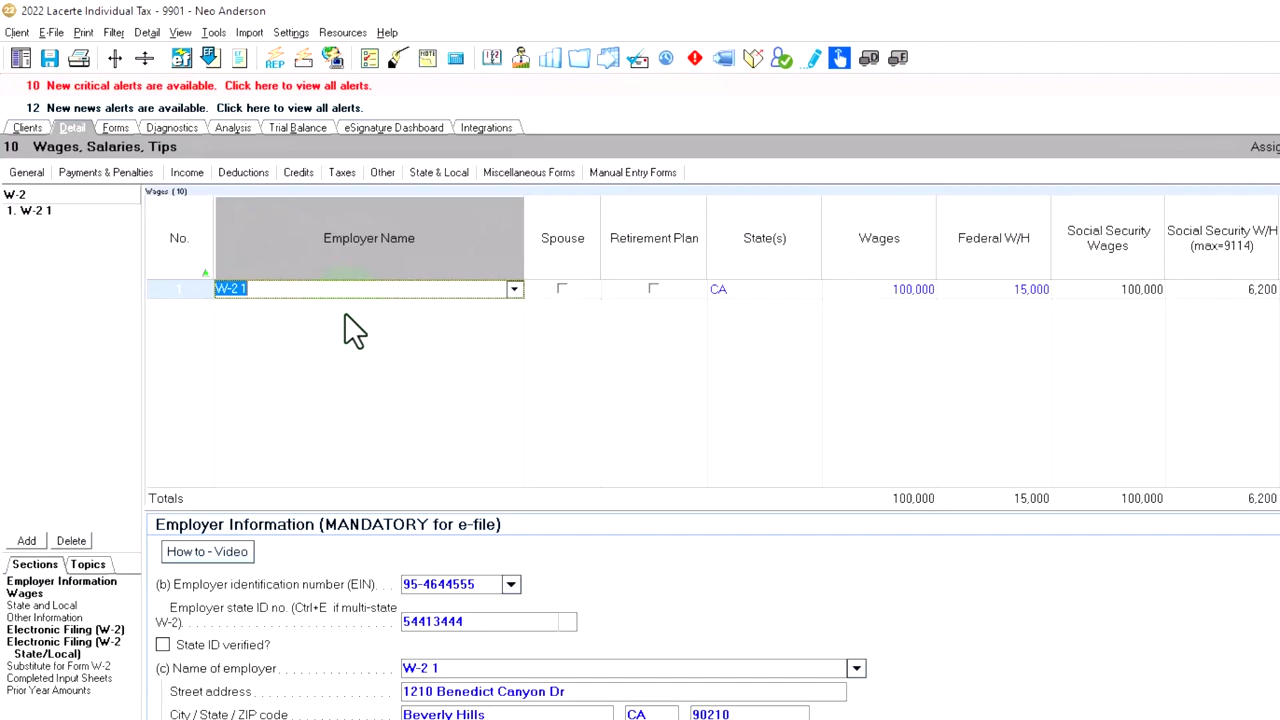 2022 Lacerte Individual Tax - 9901 - Neo Anderson
Client E-File Print Filter Detail View Tools Import Settings Resources Help
10 New critical alerts are available. Click here to view all alerts.
12 New news alerts are available. Click here to view all alerts.
Clients Detail Forms Diagnostics Analysis Trial Balance eSignature Dashboard Integrations
10 Wages, Salaries, Tips Assig
General Payments & Penalties Income Deductions Credits Taxes Other State & Local Miscellaneous Forms Manual Entry Forms
W-2
1. W-2 1
Wages (10)
No. Employer Name Spouse Retirement Plan State(s) Wages Federal W/H Social Security Wages Social Security W/H (max=9114)
1 W-2 1 CA 100,000 15,000 100,000 6,200
Totals 100,000 15,000 100,000 6,200
Add Delete
Sections Topics
Employer Information
Wages
State and Local
Other Information
Electronic Filing (W-2)
Electronic Filing (W-2
State/Local)
Substitute for Form W-2
Completed Input Sheets
Prior Year Amounts
Employer Information (MANDATORY for e-file)
How to - Video
(b) Employer identification number (EIN). . . 95-4644555
Employer state ID no. (Ctrl+E if multi-state
W-2). . . . . . . . . . . . . . . . . . . . . . . . . . . . . . . 54413444
State ID verified?
(c) Name of employer . . . . . . . . . . . . . . . . . W-2 1
Street address . . . . . . . . . . . . . . . . . . . . 1210 Benedict Canyon Dr
City / State / ZIP code . . . . . . . . . . . . . Beverly Hills CA 90210